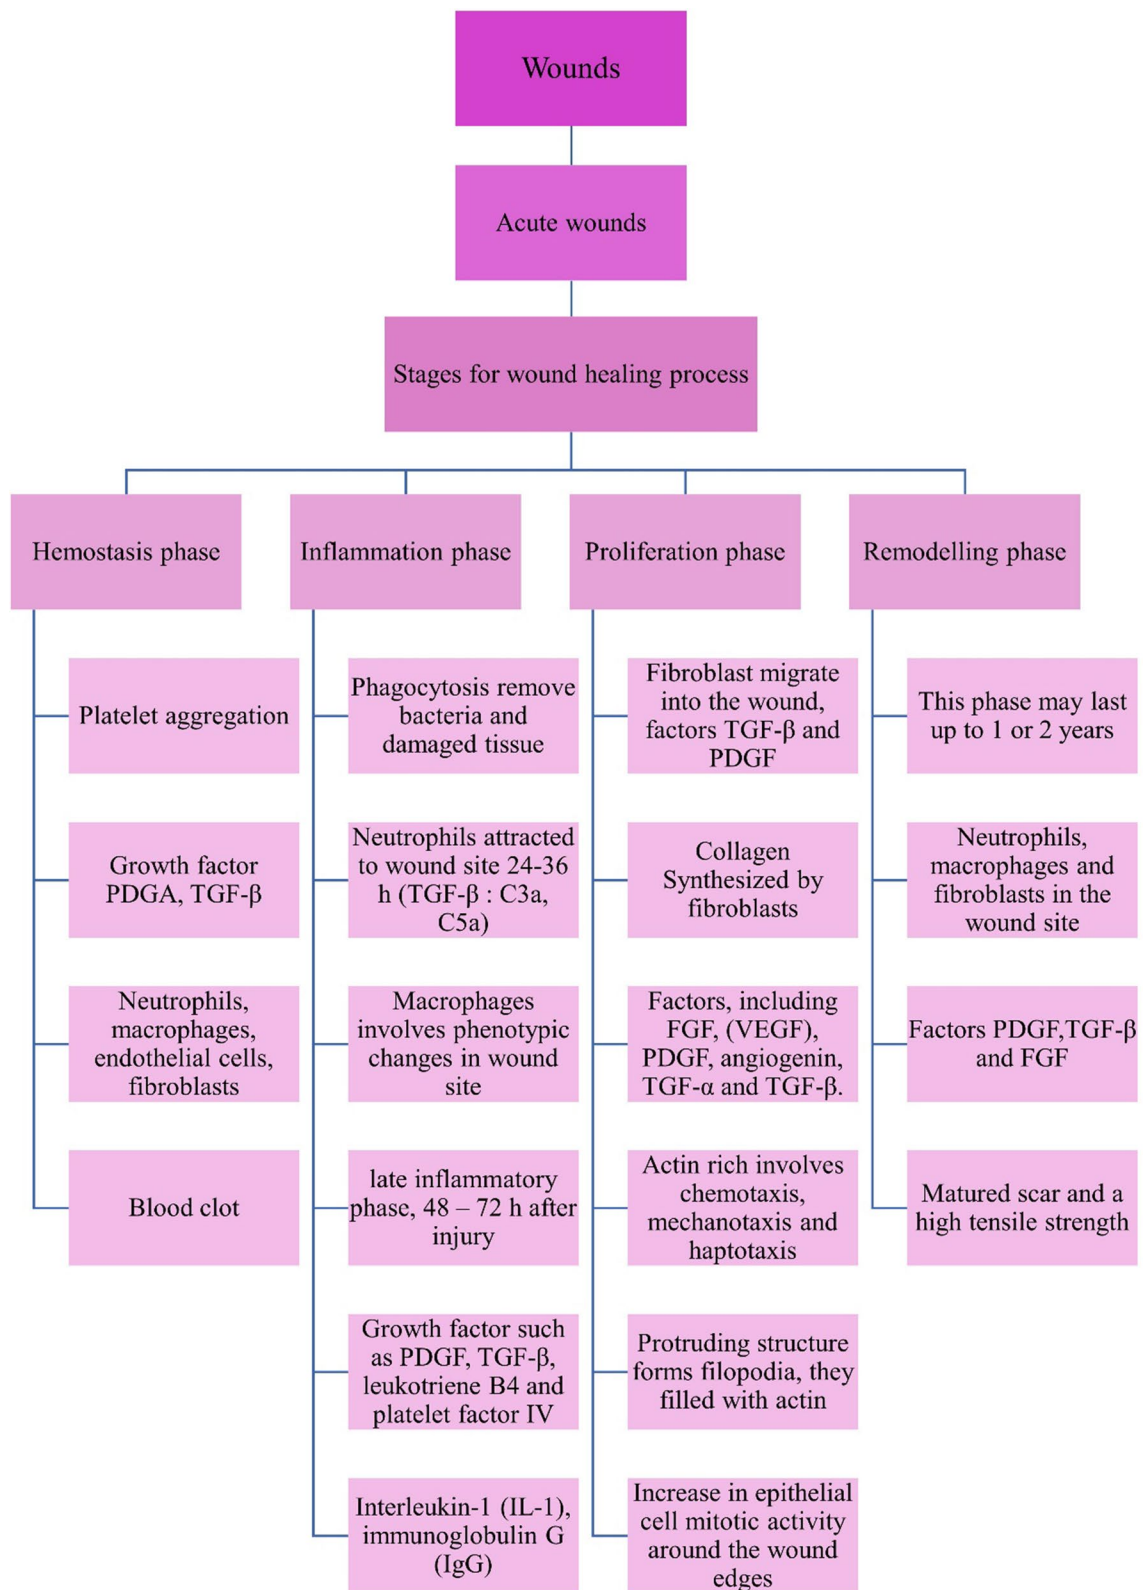 Wounds
Acute wounds
Stages for wound healing process
Hemostasis phase
Platelet aggregation
Growth factor
PDGA, TGF-β
Neutrophils,
macrophages,
endothelial cells,
fibroblasts
Blood clot
Inflammation phase
Phagocytosis remove
bacteria and
damaged tissue
Neutrophils attracted
to wound site 24-36
h (TGF-β : C3a,
C5a)
Macrophages
involves phenotypic
changes in wound
site
late inflammatory
phase, 48 – 72 h after
injury
Growth factor such
as PDGF, TGF-β,
leukotriene B4 and
platelet factor IV
Interleukin-1 (IL-1),
immunoglobulin G
(IgG)
Proliferation phase
Fibroblast migrate
into the wound,
factors TGF-β and
PDGF
Collagen
Synthesized by
fibroblasts
Factors, including
FGF, (VEGF),
PDGF, angiogenin,
TGF-α and TGF-β.
Actin rich involves
chemotaxis,
mechanotaxis and
haptotaxis
Protruding structure
forms filopodia, they
filled with actin
Increase in epithelial
cell mitotic activity
around the wound
edges
Remodelling phase
This phase may last
up to 1 or 2 years
Neutrophils,
macrophages and
fibroblasts in the
wound site
Factors PDGF,TGF-β
and FGF
Matured scar and a
high tensile strength